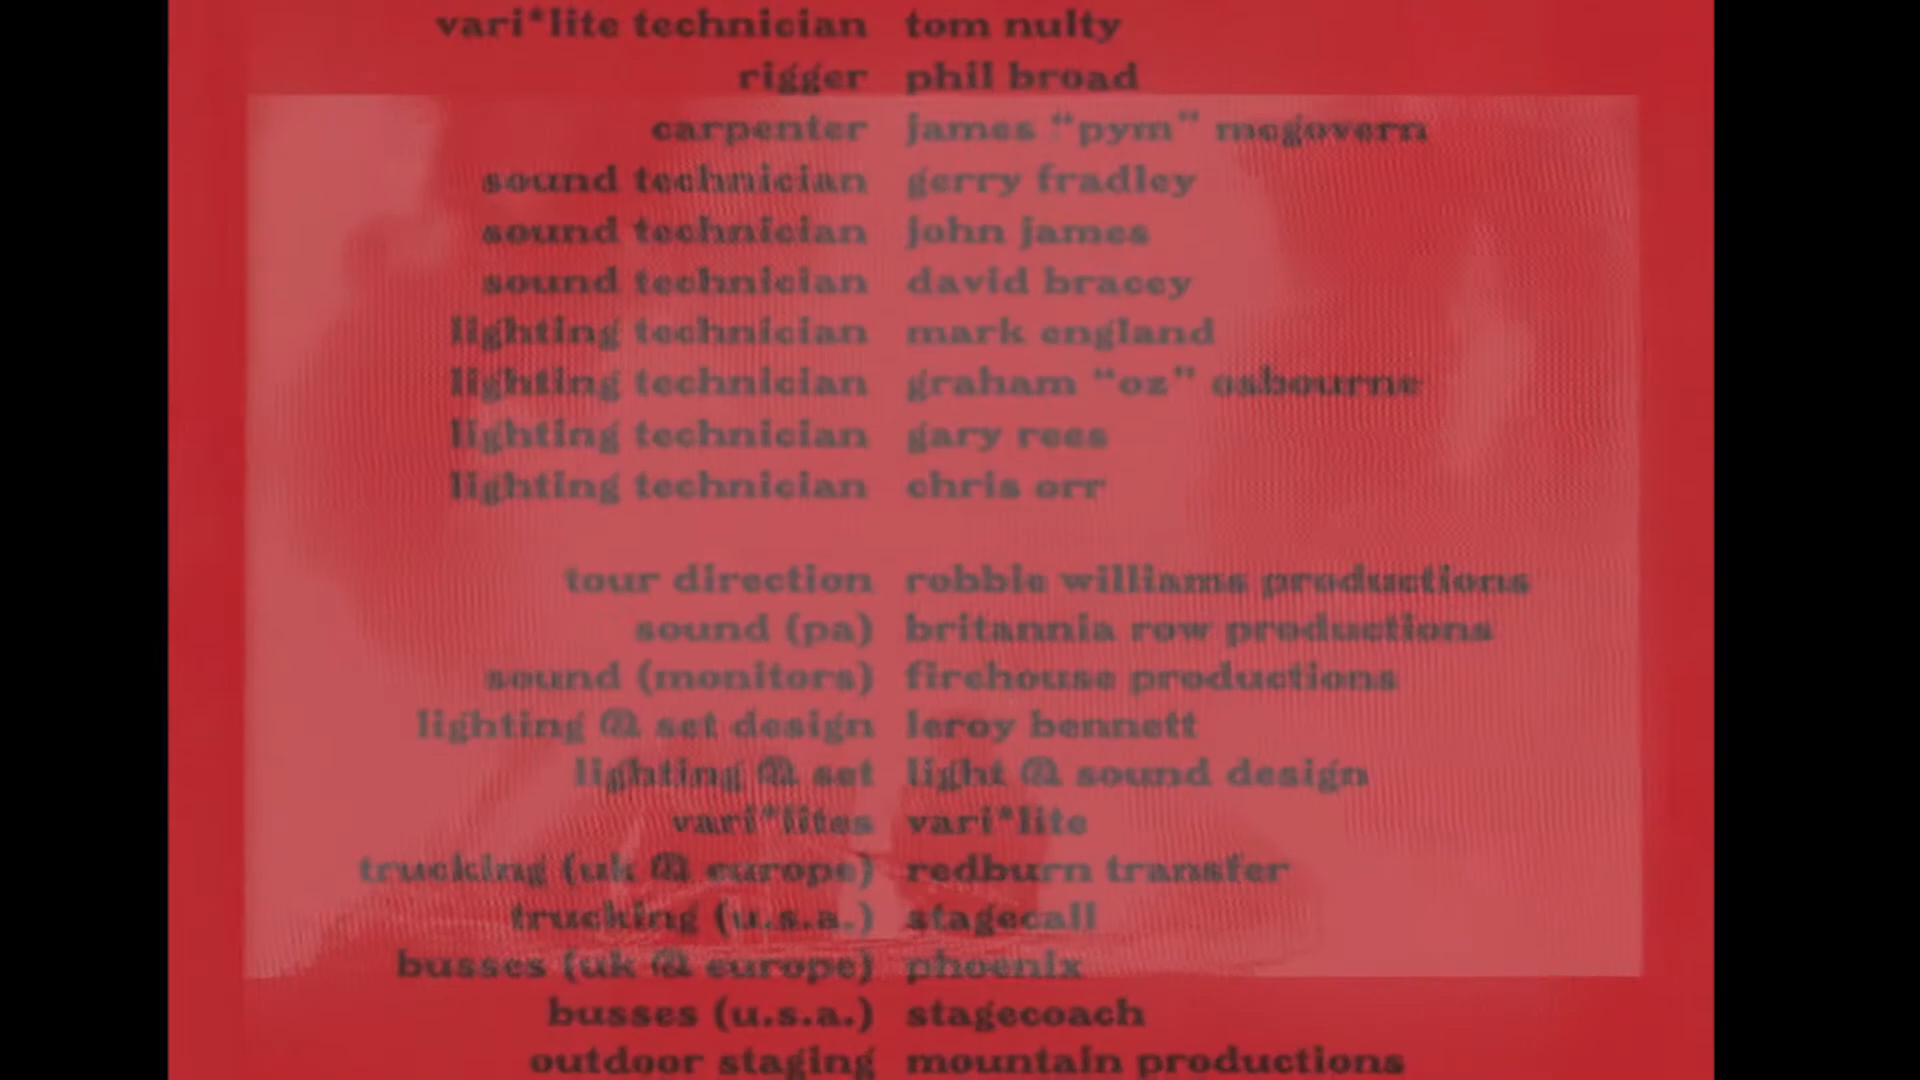 vari*lite technician tom nulty
rigger phil broad
carpenter james “pym” mcgovern
sound technician gerry fradley
sound technician john james
sound technician david bracey
lighting technician mark england
lighting technician graham “oz” osbourne
lighting technician gary rees
lighting technician chris orr
tour direction robbie williams productions
sound (pa) britannia row productions
sound (monitors) firehouse productions
lighting @ set design leroy bennett
lighting @ set light @ sound design
vari*lites vari*lite
trucking (uk @ europe) redburn transfer
trucking (u.s.a.) stagecall
busses (uk @ europe) phoenix
busses (u.s.a.) stagecoach
outdoor staging mountain productions